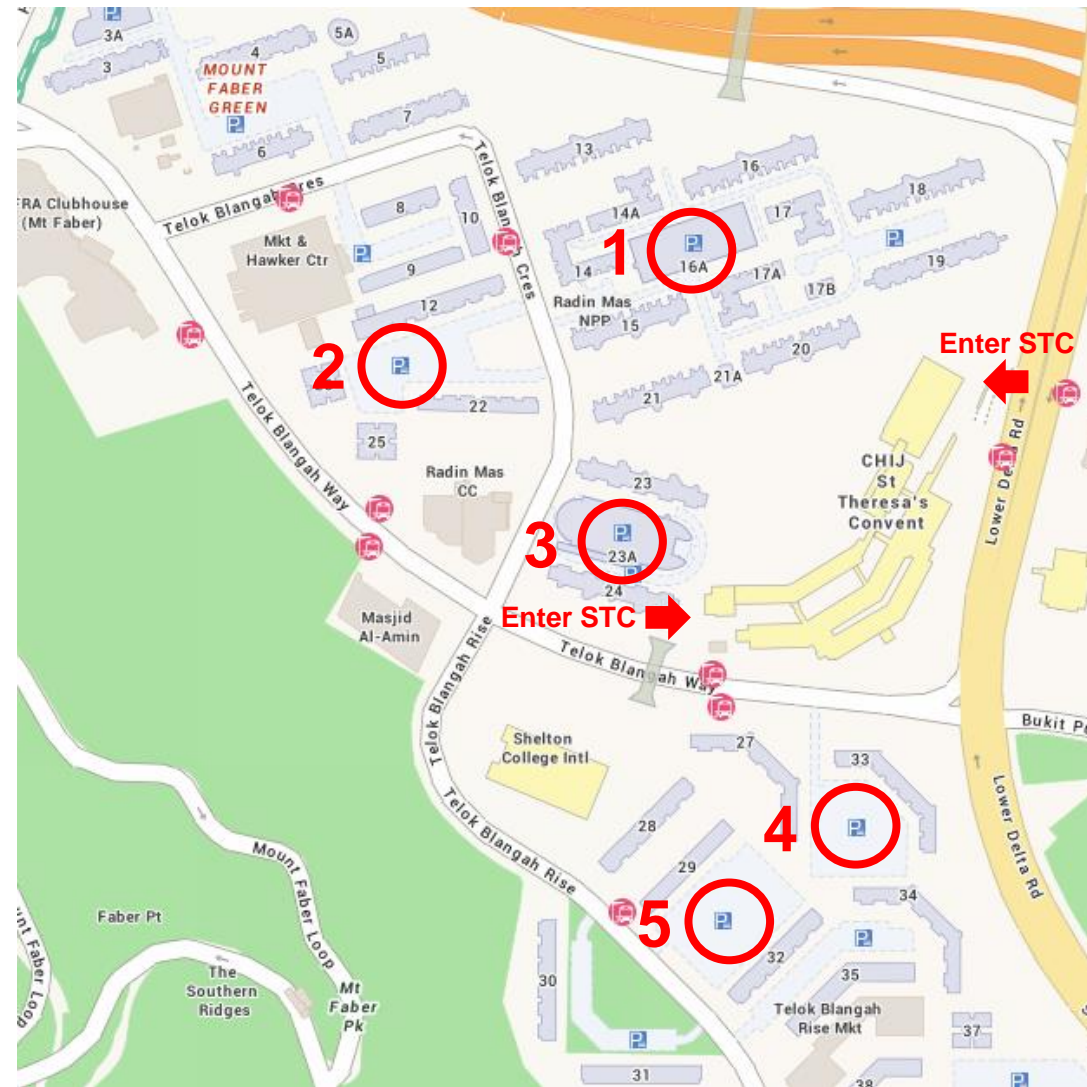 3A
3
4
5A
5
MOUNT
FABER
GREEN
7
6
Telok Blangah Cres
Telok Blangah Cres
13
16
18
FRA Clubhouse
(Mt Faber)
8
10
14A
17
Mkt &
Hawker Ctr
1
9
14
16A
17A
19
12
Radin Mas
NPP
15
17B
2
20
Enter STC
21A
21
22
25
Telok Blangah Way
Radin Mas
CC
23
CHIJ
St
Theresa's
Convent
Lower Delta Rd
3
23A
24
Enter STC
Masjid
Al-Amin
Telok Blangah Way
Telok Blangah Rise
Bukit Pe
Shelton
College Intl
27
33
28
4
Lower Delta Rd
Telok Blangah Rise
29
Mount Faber Loop
34
Faber Pt
5
unt Faber Loop
32
35
30
The
Southern
Ridges
Mt
Faber
Pk
Telok Blangah
Rise Mkt
37
31
38